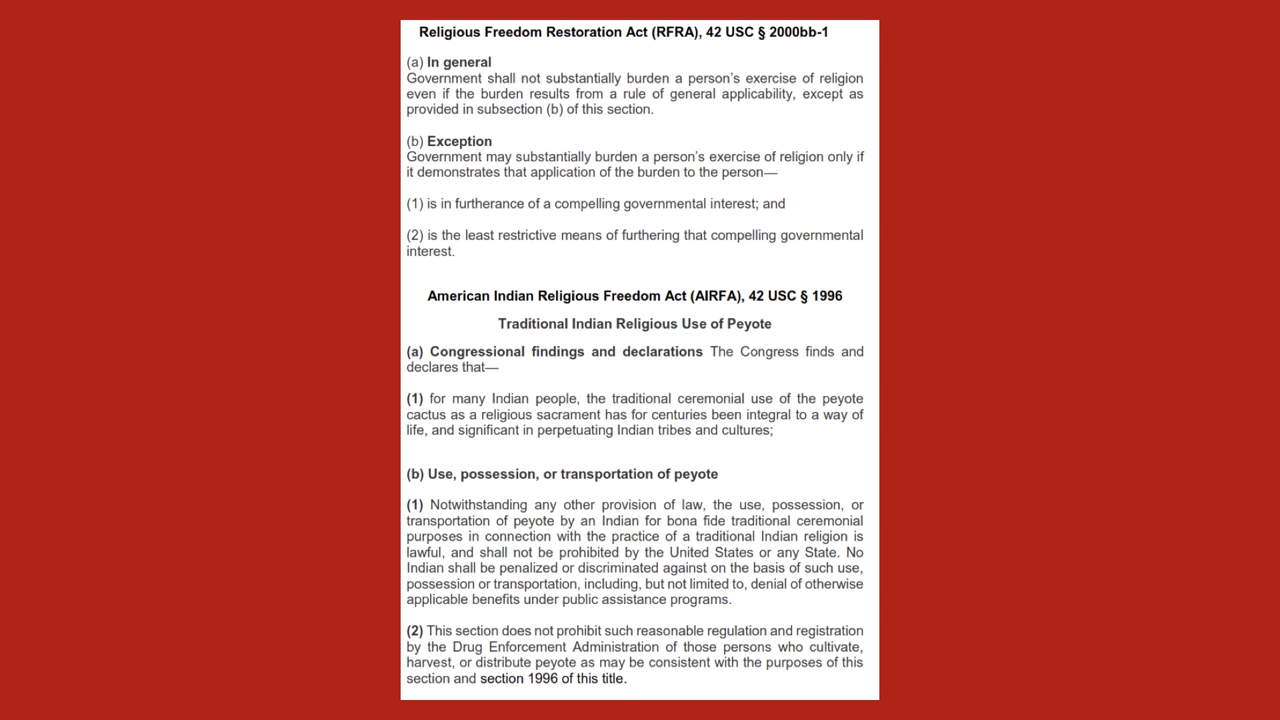 Religious Freedom Restoration Act (RFRA), 42 USC § 2000bb-1
(a) In general
Government shall not substantially burden a person's exercise of religion
even if the burden results from a rule of general applicability, except as
provided in subsection (b) of this section.
(b) Exception
Government may substantially burden a person's exercise of religion only if
it demonstrates that application of the burden to the person—
(1) is in furtherance of a compelling governmental interest; and
(2) is the least restrictive means of furthering that compelling governmental
interest.
American Indian Religious Freedom Act (AIRFA), 42 USC § 1996
Traditional Indian Religious Use of Peyote
(a) Congressional findings and declarations The Congress finds and
declares that—
(1) for many Indian people, the traditional ceremonial use of the peyote
cactus as a religious sacrament has for centuries been integral to a way of
life, and significant in perpetuating Indian tribes and cultures;
(b) Use, possession, or transportation of peyote
(1) Notwithstanding any other provision of law, the use, possession, or
transportation of peyote by an Indian for bona fide traditional ceremonial
purposes in connection with the practice of a traditional Indian religion is
lawful, and shall not be prohibited by the United States or any State. No
Indian shall be penalized or discriminated against on the basis of such use,
possession or transportation, including, but not limited to, denial of otherwise
applicable benefits under public assistance programs.
(2) This section does not prohibit such reasonable regulation and registration
by the Drug Enforcement Administration of those persons who cultivate,
harvest, or distribute peyote as may be consistent with the purposes of this
section and section 1996 of this title.